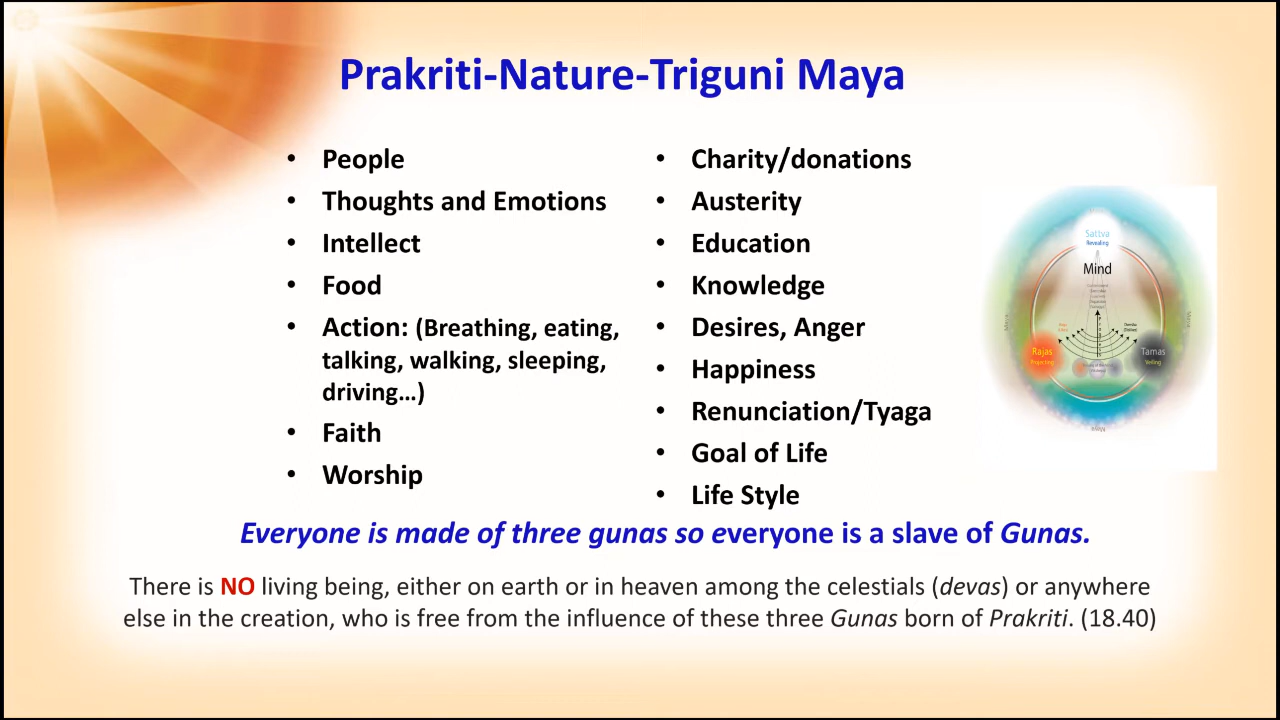 Prakriti-Nature-Triguni Maya
• People
• Thoughts and Emotions
• Intellect
• Food
• Action: (Breathing, eating,
talking, walking, sleeping,
driving…)
• Faith
• Worship
• Charity/donations
• Austerity
• Education
• Knowledge
• Desires, Anger
• Happiness
• Renunciation/Tyaga
• Goal of Life
• Life Style
Sattva
Revealing
Mind
Rajas
Projecting
Tamas
Veiling
Maya
Everyone is made of three gunas so everyone is a slave of Gunas.
There is NO living being, either on earth or in heaven among the celestials (devas) or anywhere
else in the creation, who is free from the influence of these three Gunas born of Prakriti. (18.40)